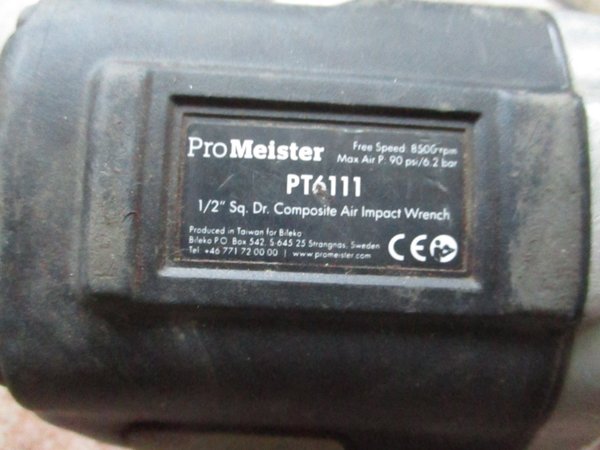 ProMeister
Free Speed: 8500 rpm
Max Air P: 90 psi/6.2 bar
PT6111
1/2" Sq. Dr. Composite Air Impact Wrench
Produced in Taiwan for Bileko
Bileko P.O. Box 542, S-645 25 Strangnas, Sweden
Tel +46 771 72 00 00 | www.promeister.com
CE